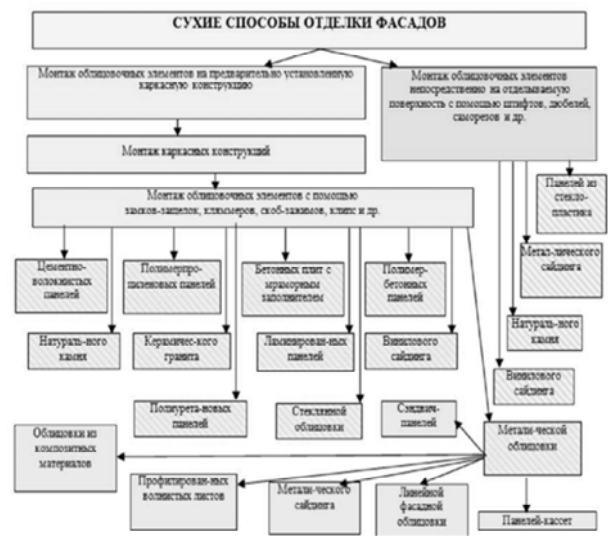 СУХИЕ СПОСОБЫ ОТДЕЛКИ ФАСАДОВ
Монтаж облицовочных элементов на предварительно установленную
каркасную конструкцию
Монтаж облицовочных элементов
непосредственно на отделываемую
поверхность с помощью штифтов, дюбелей,
саморезов и др.
Монтаж каркасных конструкций
Монтаж облицовочных элементов с помощью
замков-защелок, кляммеров, скоб-зажимов, клипс и др.
Панелей из
стекло-
пластика
Метал-лического
сайдинга
Натураль-ного
камня
Винилового
сайдинга
Цементно-
волокнистых
панелей
Полимерпро-
пиленовых панелей
Бетонных плит с
мраморным
заполнителем
Полимер-
бетонных
панелей
Натураль-ного
камня
Керамичес-кого
гранита
Ламинирован-ных
панелей
Винилового
сайдинга
Полиурета-новых
панелей
Стеклянной
облицовки
Сэндвич-
панелей
Метали-ческой
облицовки
Облицовки из
композитных
материалов
Профилирован-ных
волнистых листов
Метали-ческого
сайдинга
Линейной
фасадной
облицовки
Панелей-кассет